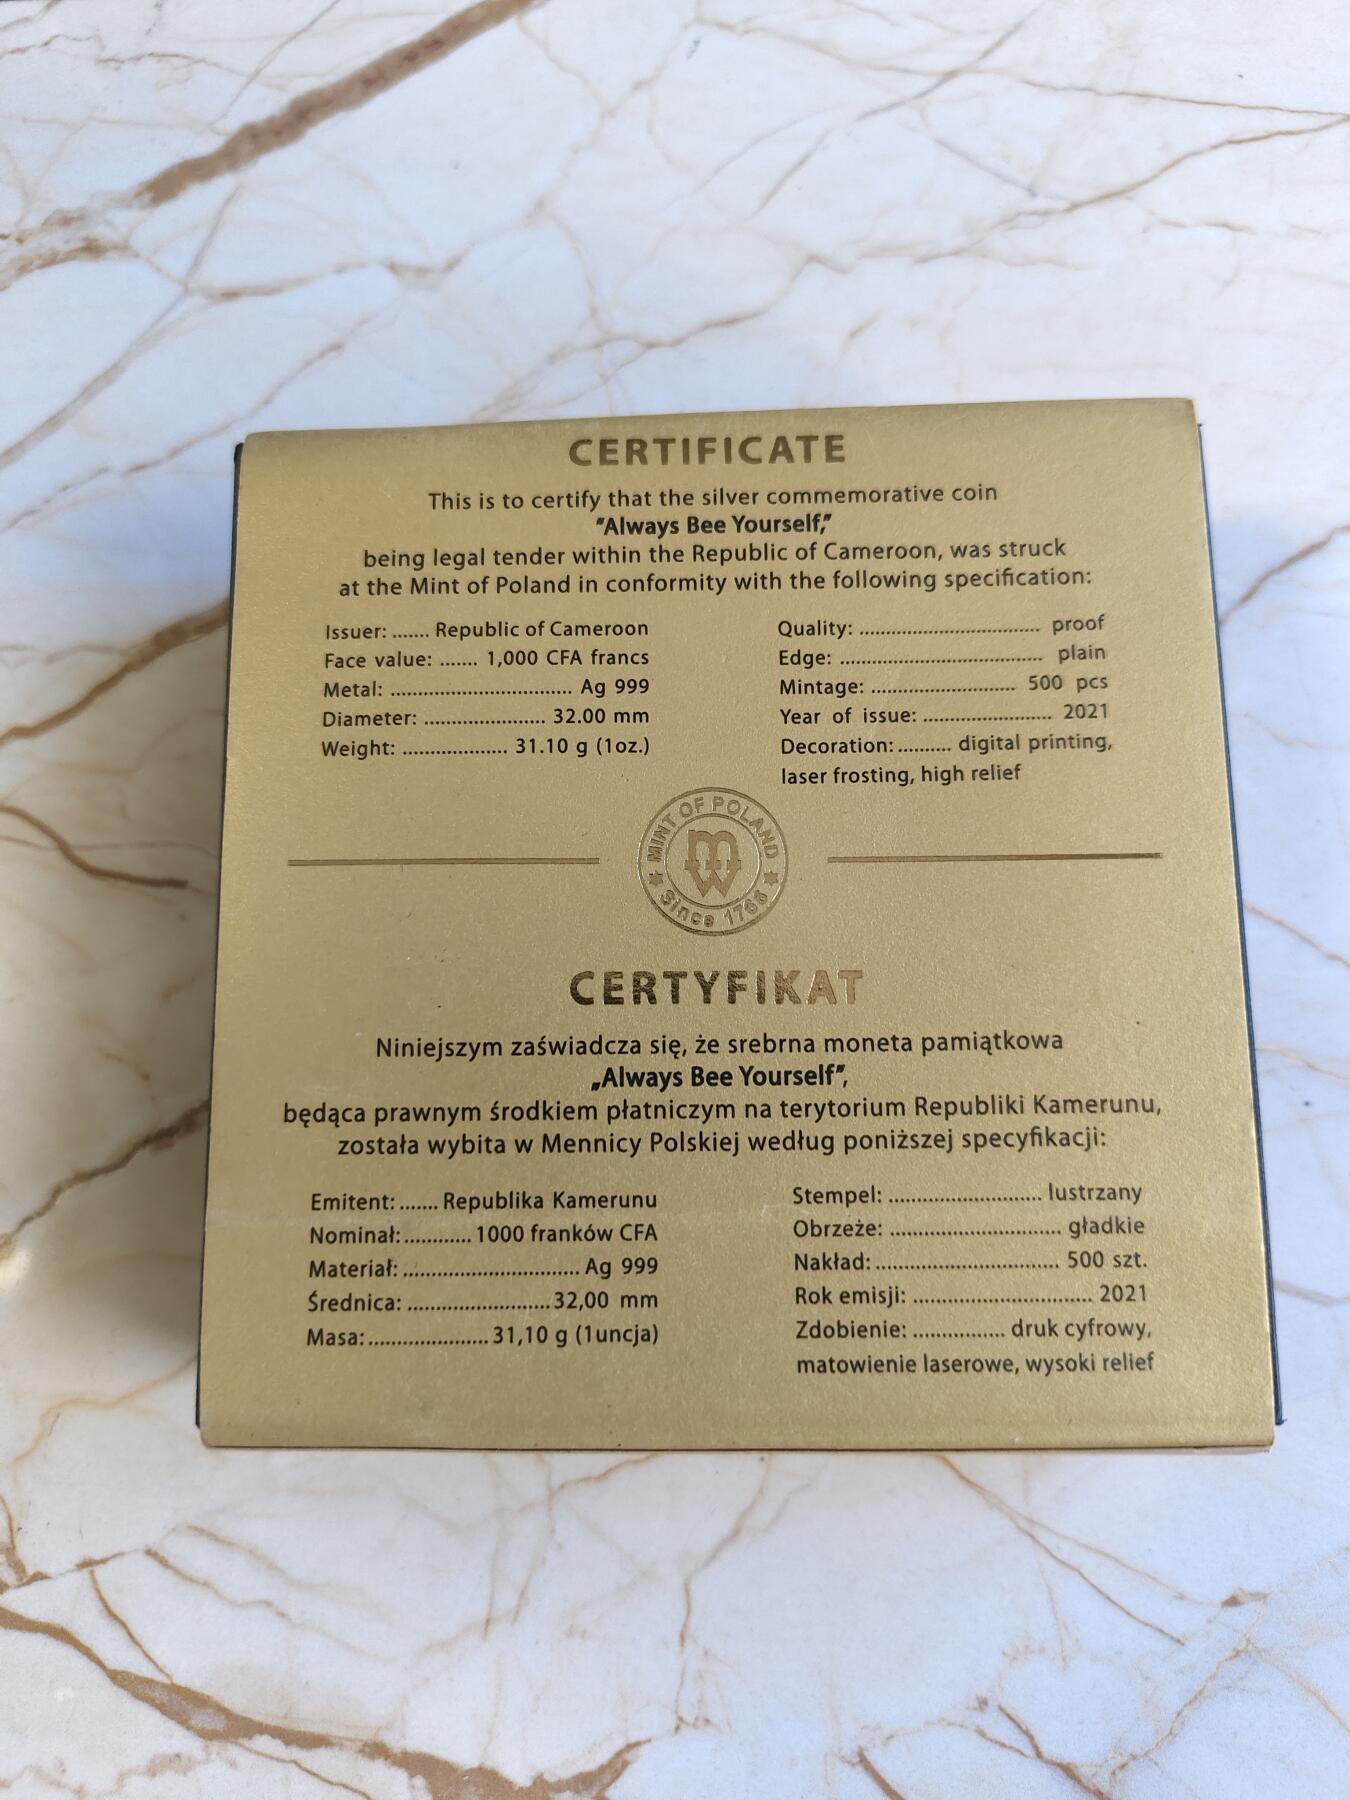 CERTIFICATE
This is to certify that the silver commemorative coin
"Always Bee Yourself,"
being legal tender within the Republic of Cameroon, was struck
at the Mint of Poland in conformity with the following specification:
Issuer: ....... Republic of Cameroon
Face value: ....... 1,000 CFA francs
Metal: ................................. Ag 999
Diameter: ...................... 32.00 mm
Weight: ................... 31.10 g (1oz.)
Quality: ................................. proof
Edge: ..................................... plain
Mintage: .......................... 500 pcs
Year of issue: ....................... 2021
Decoration: .......... digital printing,
laser frosting, high relief
MINT OF POLAND
mw
Since 1766
CERTYFIKAT
Niniejszym zaświadcza się, że srebrna moneta pamiątkowa
„Always Bee Yourself”,
będąca prawnym środkiem płatniczym na terytorium Republiki Kamerunu,
została wybita w Mennicy Polskiej według poniższej specyfikacji:
Emitent: ....... Republika Kamerunu
Nominał: ............ 1000 franków CFA
Materiał: ................................ Ag 999
Średnica: ......................... 32,00 mm
Masa: ..................... 31,10 g (1uncja)
Stempel: ........................... lustrzany
Obrzeże: .............................. gładkie
Nakład: ................................ 500 szt.
Rok emisji: ................................ 2021
Zdobienie: ................ druk cyfrowy,
matowienie laserowe, wysoki relief